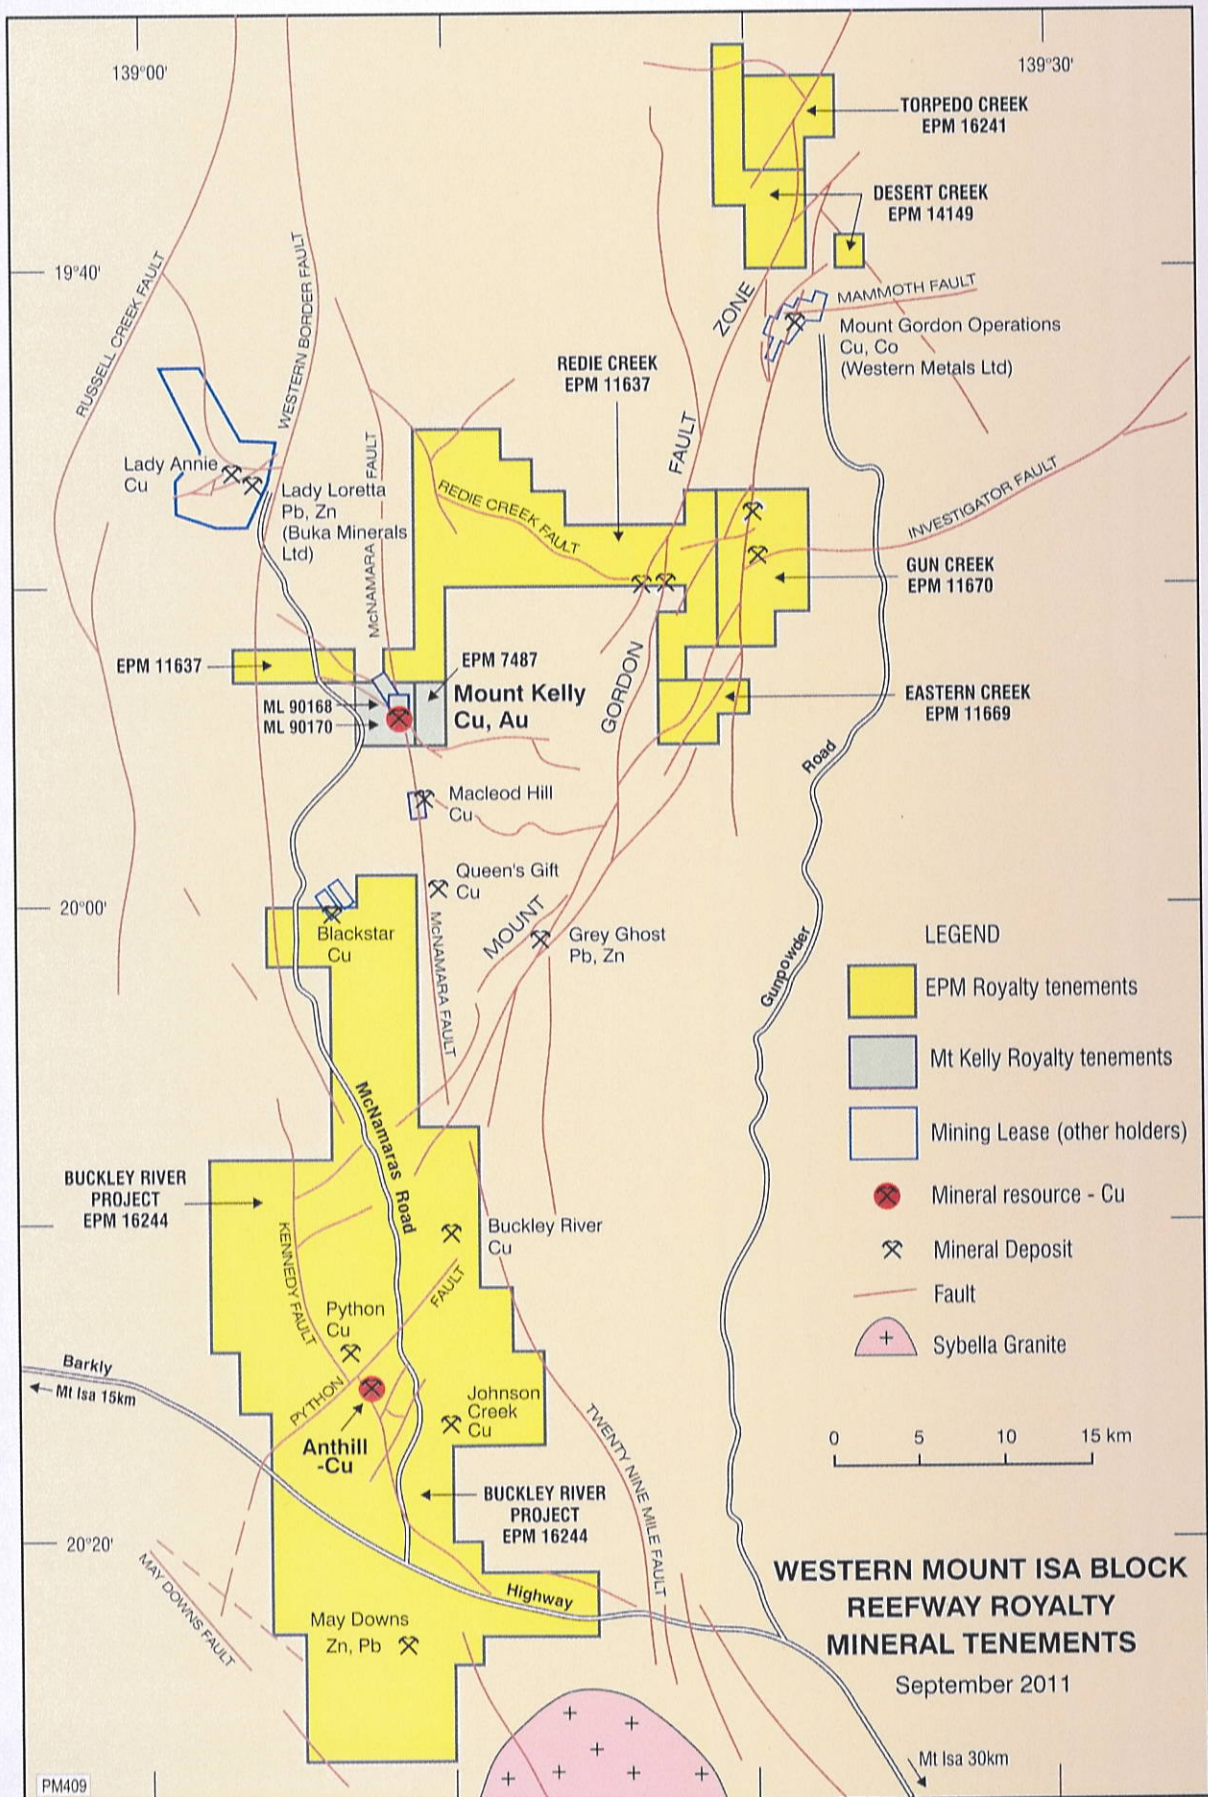 139°00'
139°30'
TORPEDO CREEK
EPM 16241
DESERT CREEK
EPM 14149
19°40'
RUSSELL CREEK FAULT
WESTERN BORDER FAULT
ZONE
MAMMOTH FAULT
Mount Gordon Operations
Cu, Co
(Western Metals Ltd)
REDIE CREEK
EPM 11637
FAULT
McNAMARA FAULT
Lady Annie
Cu
Lady Loretta
Pb, Zn
(Buka Minerals
Ltd)
REDIE CREEK FAULT
INVESTIGATOR FAULT
GUN CREEK
EPM 11670
EPM 11637
EPM 7487
ML 90168
ML 90170
Mount Kelly
Cu, Au
GORDON
EASTERN CREEK
EPM 11669
Road
Macleod Hill
Cu
Queen's Gift
Cu
20°00'
Blackstar
Cu
McNAMARA FAULT
MOUNT
Grey Ghost
Pb, Zn
Gunpowder
LEGEND
EPM Royalty tenements
Mt Kelly Royalty tenements
Mining Lease (other holders)
Mineral resource - Cu
Mineral Deposit
Fault
Sybella Granite
0 5 10 15 km
McNamaras Road
BUCKLEY RIVER
PROJECT
EPM 16244
KENNEDY FAULT
Buckley River
Cu
FAULT
Python
Cu
Barkly
Mt Isa 15km
PYTHON
Johnson
Creek
Cu
Anthill
-Cu
TWENTY NINE MILE FAULT
BUCKLEY RIVER
PROJECT
EPM 16244
20°20'
MAY DOWNS FAULT
Highway
May Downs
Zn, Pb
WESTERN MOUNT ISA BLOCK
REEFWAY ROYALTY
MINERAL TENEMENTS
September 2011
Mt Isa 30km
PM409